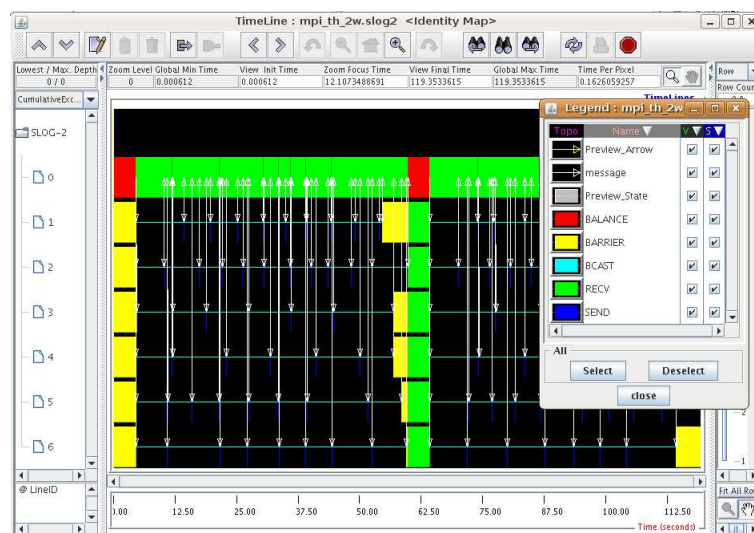 TimeLine : mpi_th_2w.slog2 <Identity Map>
Lowest / Max. Depth
0 / 0
Zoom Level
0
Global Min Time
0.000612
View Init Time
0.000612
Zoom Focus Time
12.1073488691
View Final Time
119.3533615
Global Max Time
119.3533615
Time Per Pixel
0.1626059257
Row
Row Coun
CumulativeExc...
TimeLines
SLOG-2
0
1
2
3
4
5
6
Legend : mpi_th_2w
Topo
Name
V
S
Preview_Arrow
message
Preview_State
BALANCE
BARRIER
BCAST
RECV
SEND
All
Select
Deselect
close
-2
-1
@ LineID
Fit All Row
0.00
12.50
25.00
37.50
50.00
62.50
75.00
87.50
100.00
112.50
Time (seconds)